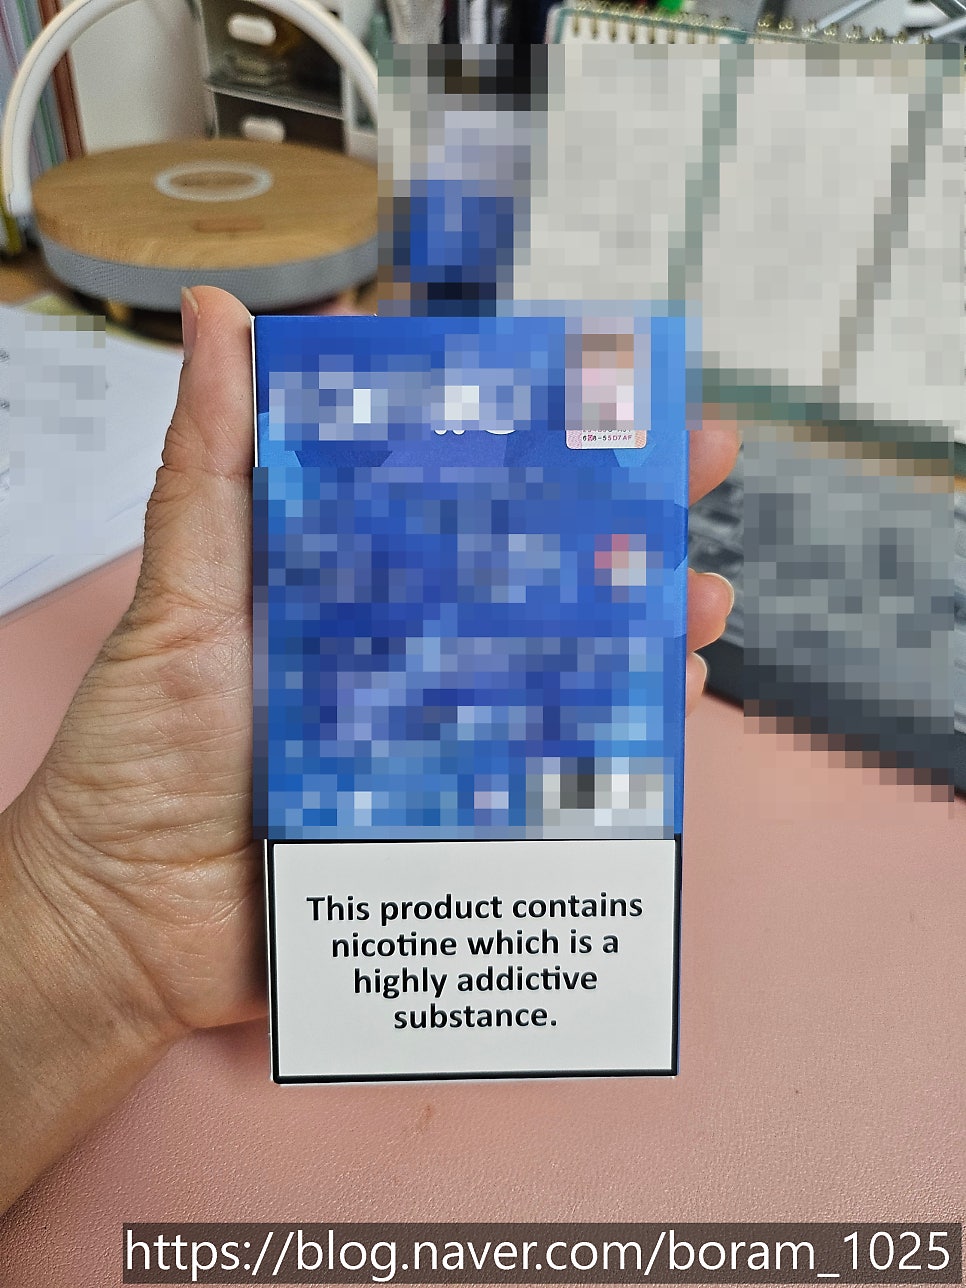 This product contains
nicotine which is a
highly addictive
substance.
https://blog.naver.com/boram_1025